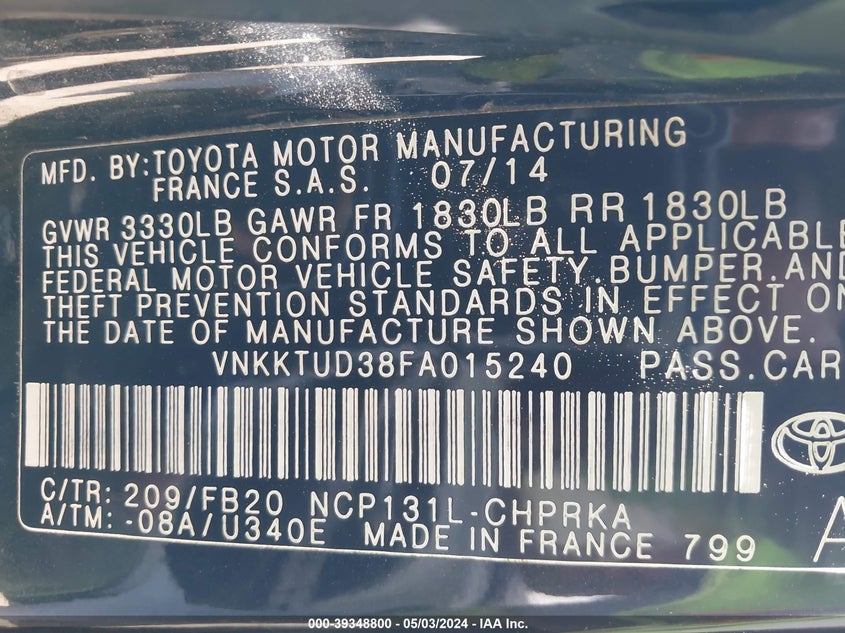 MFD. BY: TOYOTA MOTOR MANUFACTURING
FRANCE S.A.S. 07/14
GVWR 3330LB GAWR FR 1830LB RR 1830LB
THIS VEHICLE CONFORMS TO ALL APPLICABLE
FEDERAL MOTOR VEHICLE SAFETY.BUMPER.AND
THEFT PREVENTION STANDARDS IN EFFECT ON
THE DATE OF MANUFACTURE SHOWN ABOVE.
VNKKTUD38FA015240 PASS.CAR
C/TR: 209/FB20 NCP131L-CHPRKA
A/TM: -08A/U340E MADE IN FRANCE 799
000-39348800 - 05/03/2024 - IAA Inc.